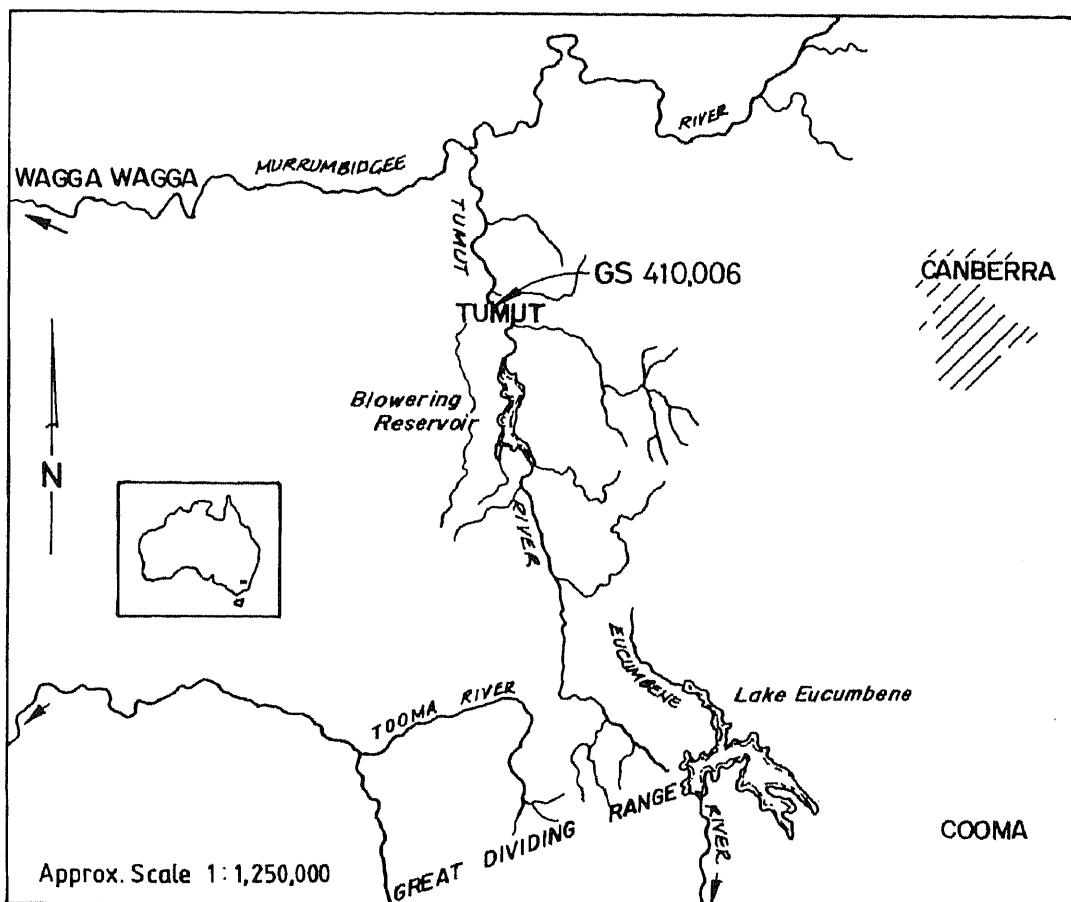 RIVER
MURRUMBIDGEE
WAGGA WAGGA
TUMUT
GS 410,006
CANBERRA
TUMUT
Blowering
Reservoir
N
RIVER
EUCUMBENE
Lake Eucumbene
TOOMA RIVER
GREAT DIVIDING RANGE
RIVER
COOMA
Approx. Scale 1:1,250,000